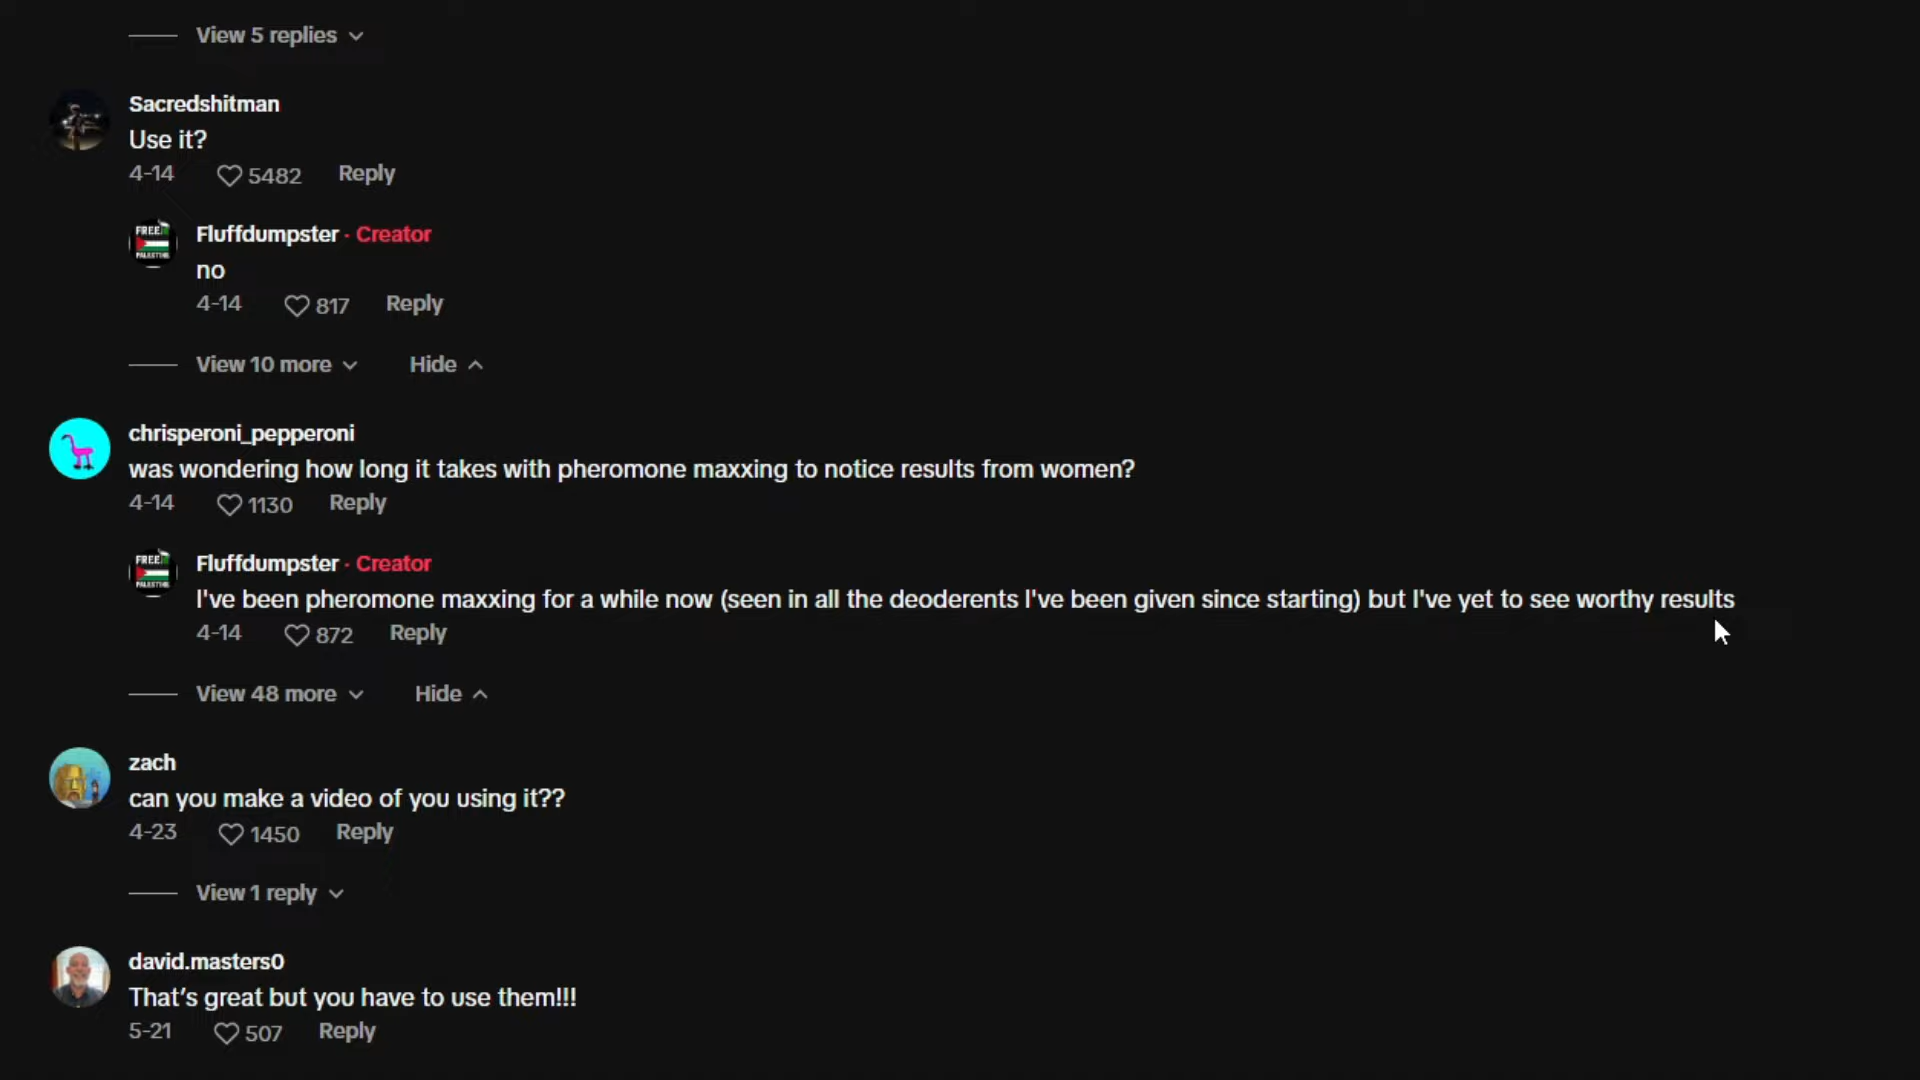 View 5 replies
Sacredshitman
Use it?
4-14 5482 Reply
FREE
PALESTINE
Fluffdumpster · Creator
no
4-14 817 Reply
View 10 more Hide
chrisperoni_pepperoni
was wondering how long it takes with pheromone maxxing to notice results from women?
4-14 1130 Reply
FREE
PALESTINE
Fluffdumpster · Creator
I've been pheromone maxxing for a while now (seen in all the deoderents I've been given since starting) but I've yet to see worthy results
4-14 872 Reply
View 48 more Hide
zach
can you make a video of you using it??
4-23 1450 Reply
View 1 reply
david.masters0
That's great but you have to use them!!!
5-21 507 Reply